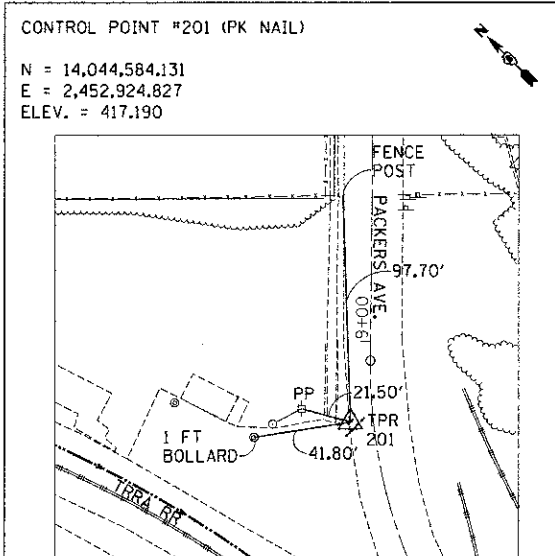 CONTROL POINT #201 (PK NAIL)
N
N = 14,044,584.131
E = 2,452,924.827
ELEV. = 417.190
FENCE
POST
PACKERS AVE.
97.70'
19+00
21.50'
PP
TPR
201
1 FT
BOLLARD
41.80'
TRRA RR